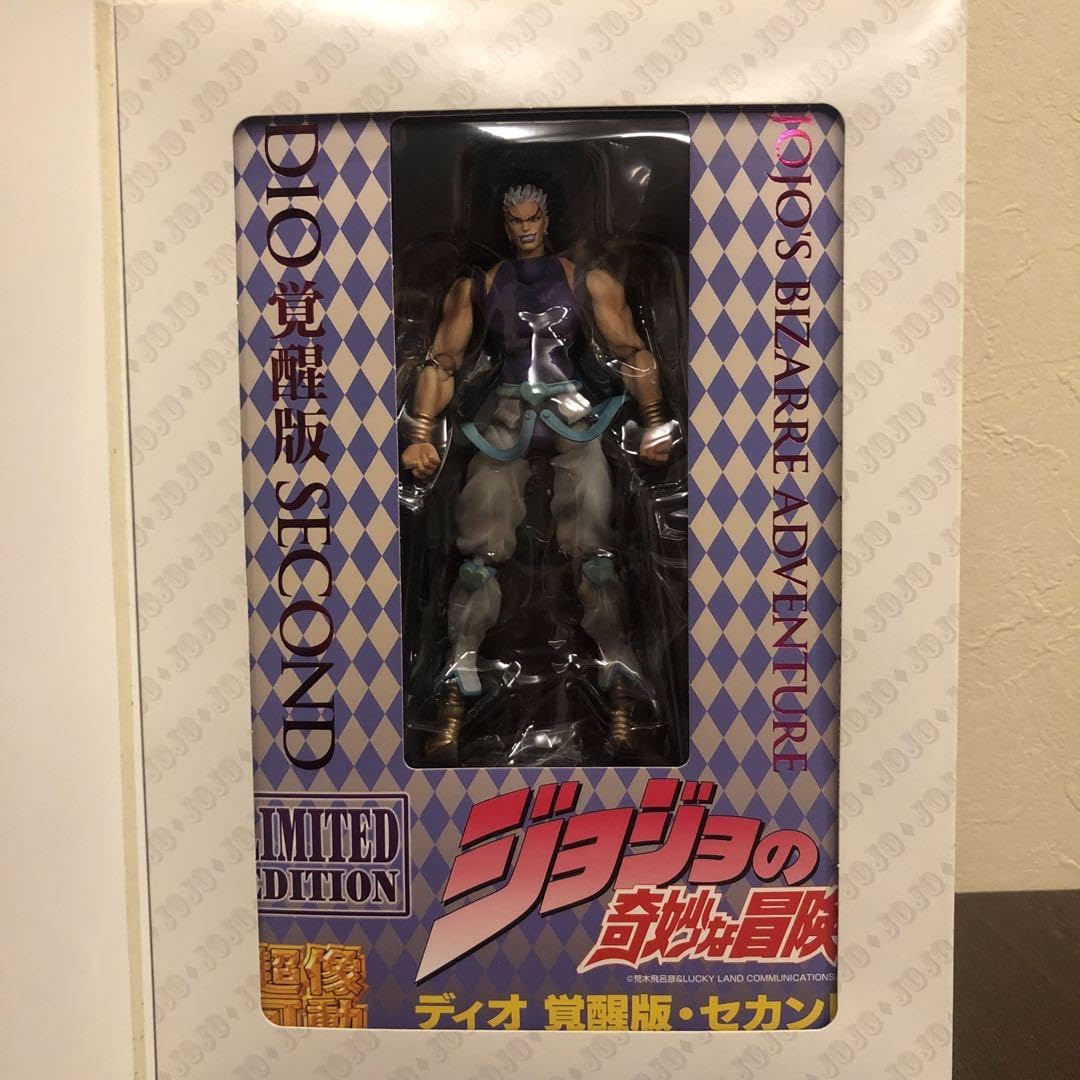 DIO 覚醒版 SECOND
JOJO'S BIZARRE ADVENTURE
LIMITED
EDITION
ジョジョの
奇妙な冒険
©荒木飛呂彦&LUCKY LAND COMMUNICATIONS
超像
可動
ディオ 覚醒版・セカン